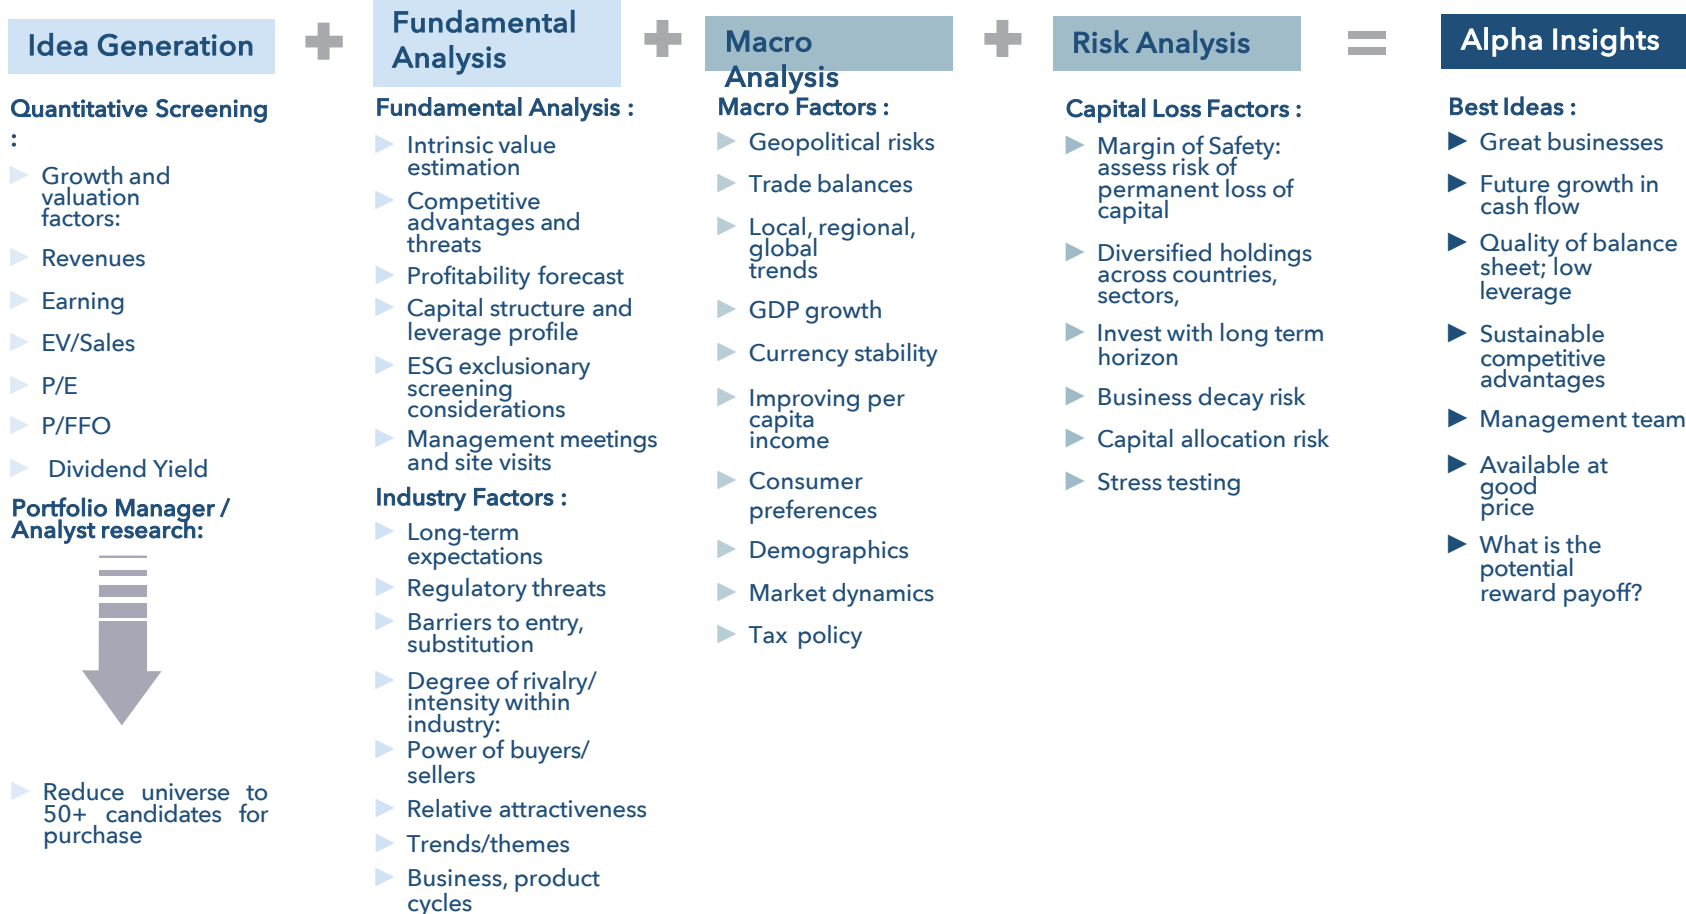 Idea Generation
Quantitative Screening
:
Growth and
valuation
factors:
Revenues
Earning
EV/Sales
P/E
P/FFO
Dividend Yield
Portfolio Manager /
Analyst research:
Reduce universe to
50+ candidates for
purchase
Fundamental
Analysis
Fundamental Analysis :
Intrinsic value
estimation
Competitive
advantages and
threats
Profitability forecast
Capital structure and
leverage profile
ESG exclusionary
screening
considerations
Management meetings
and site visits
Industry Factors :
Long-term
expectations
Regulatory threats
Barriers to entry,
substitution
Degree of rivalry/
intensity within
industry:
Power of buyers/
sellers
Relative attractiveness
Trends/themes
Business, product
cycles
Macro
Analysis
Macro Factors :
Geopolitical risks
Trade balances
Local, regional,
global
trends
GDP growth
Currency stability
Improving per
capita
income
Consumer
preferences
Demographics
Market dynamics
Tax policy
Risk Analysis
Capital Loss Factors :
Margin of Safety:
assess risk of
permanent loss of
capital
Diversified holdings
across countries,
sectors,
Invest with long term
horizon
Business decay risk
Capital allocation risk
Stress testing
Alpha Insights
Best Ideas :
Great businesses
Future growth in
cash flow
Quality of balance
sheet; low
leverage
Sustainable
competitive
advantages
Management team
Available at
good
price
What is the
potential
reward payoff?